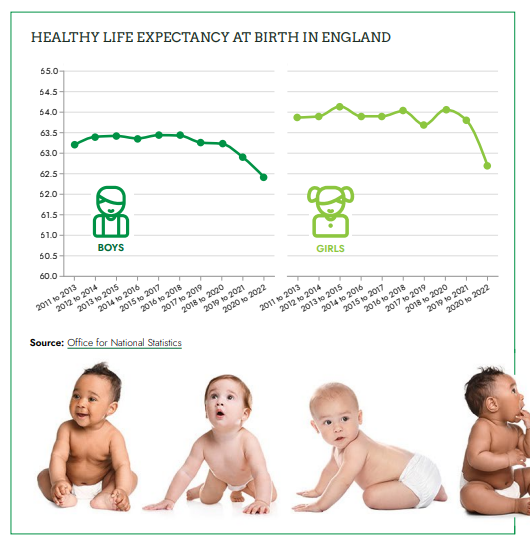 HEALTHY LIFE EXPECTANCY AT BIRTH IN ENGLAND
65.0
64.5
64.0
63.5
63.0
62.5
62.0
61.5
61.0
60.5
60.0
BOYS
GIRLS
2011 to 2013
2012 to 2014
2013 to 2015
2014 to 2016
2015 to 2017
2016 to 2018
2017 to 2019
2018 to 2020
2019 to 2021
2020 to 2022
2011 to 2013
2012 to 2014
2013 to 2015
2014 to 2016
2015 to 2017
2016 to 2018
2017 to 2019
2018 to 2020
2019 to 2021
2020 to 2022
Source: Office for National Statistics